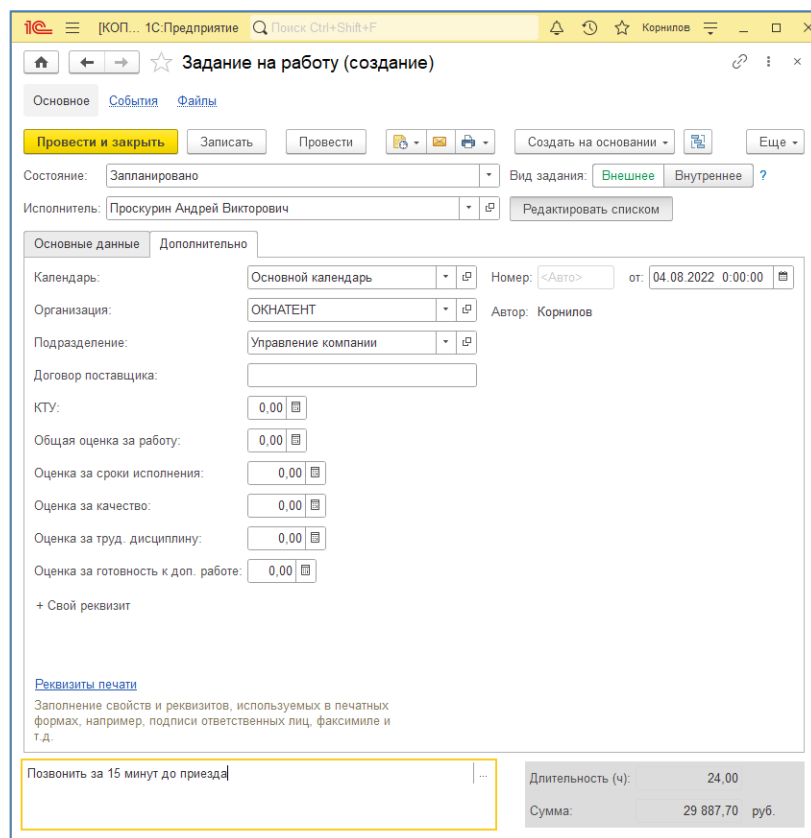 1С [КОП... 1С:Предприятие Поиск Ctrl+Shift+F Корнилов
Задание на работу (создание)
Основное События Файлы
Провести и закрыть Записать Провести Создать на основании Еще
Состояние: Запланировано Вид задания: Внешнее Внутреннее ?
Исполнитель: Проскурин Андрей Викторович Редактировать списком
Основные данные Дополнительно
Календарь: Основной календарь Номер: <Авто> от: 04.08.2022 0:00:00
Организация: ОКНАТЕНТ Автор: Корнилов
Подразделение: Управление компании
Договор поставщика:
КТУ: 0,00
Общая оценка за работу: 0,00
Оценка за сроки исполнения: 0,00
Оценка за качество: 0,00
Оценка за труд. дисциплину: 0,00
Оценка за готовность к доп. работе: 0,00
+ Свой реквизит
Реквизиты печати
Заполнение свойств и реквизитов, используемых в печатных
формах, например, подписи ответственных лиц, факсимиле и
т.д.
Позвонить за 15 минут до приезда ... Длительность (ч): 24,00
Сумма: 29 887,70 руб.